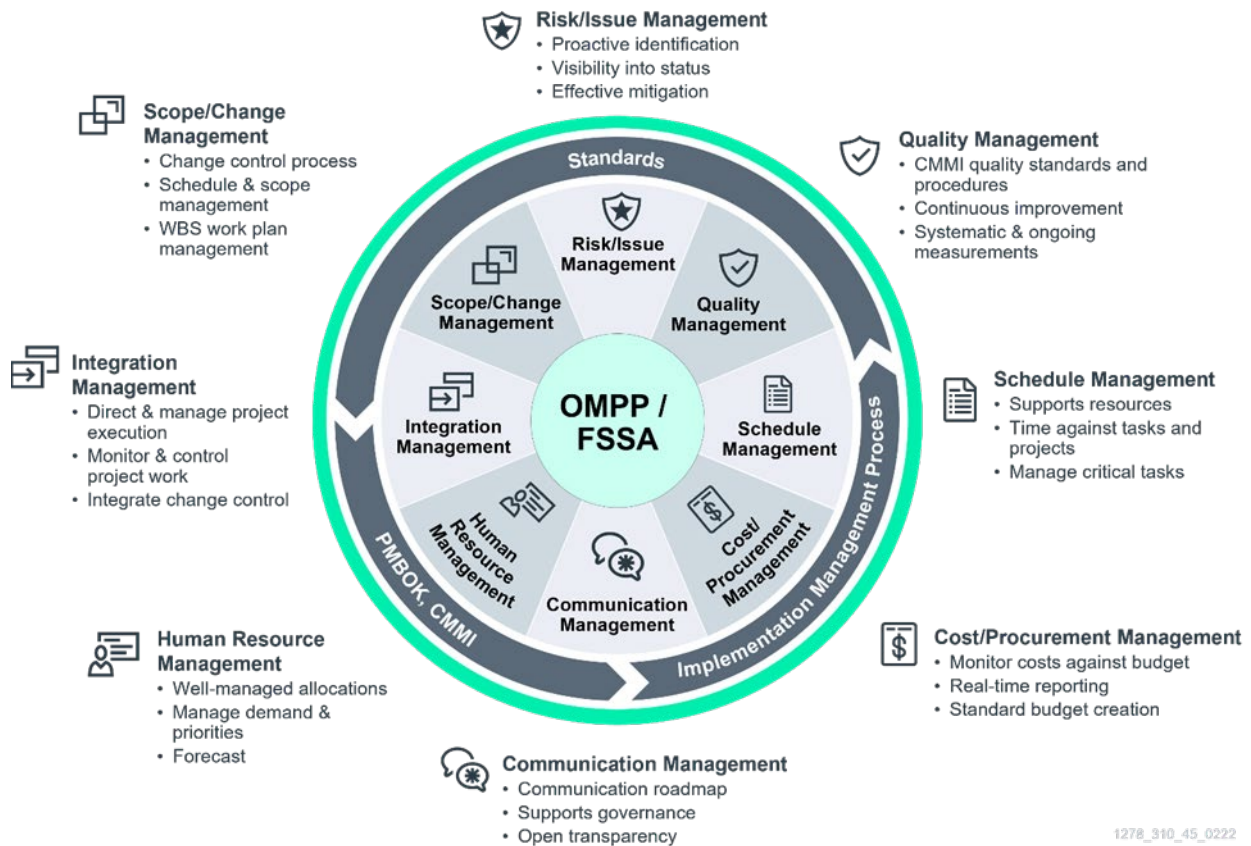 Risk/Issue Management
• Proactive identification
• Visibility into status
• Effective mitigation
Scope/Change
Management
• Change control process
• Schedule & scope
management
• WBS work plan
management
Quality Management
• CMMI quality standards and
procedures
• Continuous improvement
• Systematic & ongoing
measurements
Integration
Management
• Direct & manage project
execution
• Monitor & control
project work
• Integrate change control
Schedule Management
• Supports resources
• Time against tasks and
projects
• Manage critical tasks
Human Resource
Management
• Well-managed allocations
• Manage demand &
priorities
• Forecast
Cost/Procurement Management
• Monitor costs against budget
• Real-time reporting
• Standard budget creation
Communication Management
• Communication roadmap
• Supports governance
• Open transparency
Standards
PMBOK, CMMI
Implementation Management Process
Risk/Issue
Management
Quality
Management
Schedule
Management
Cost/
Procurement
Management
Communication
Management
Human
Resource
Management
Integration
Management
Scope/Change
Management
OMPP /
FSSA
1278_310_45_0222